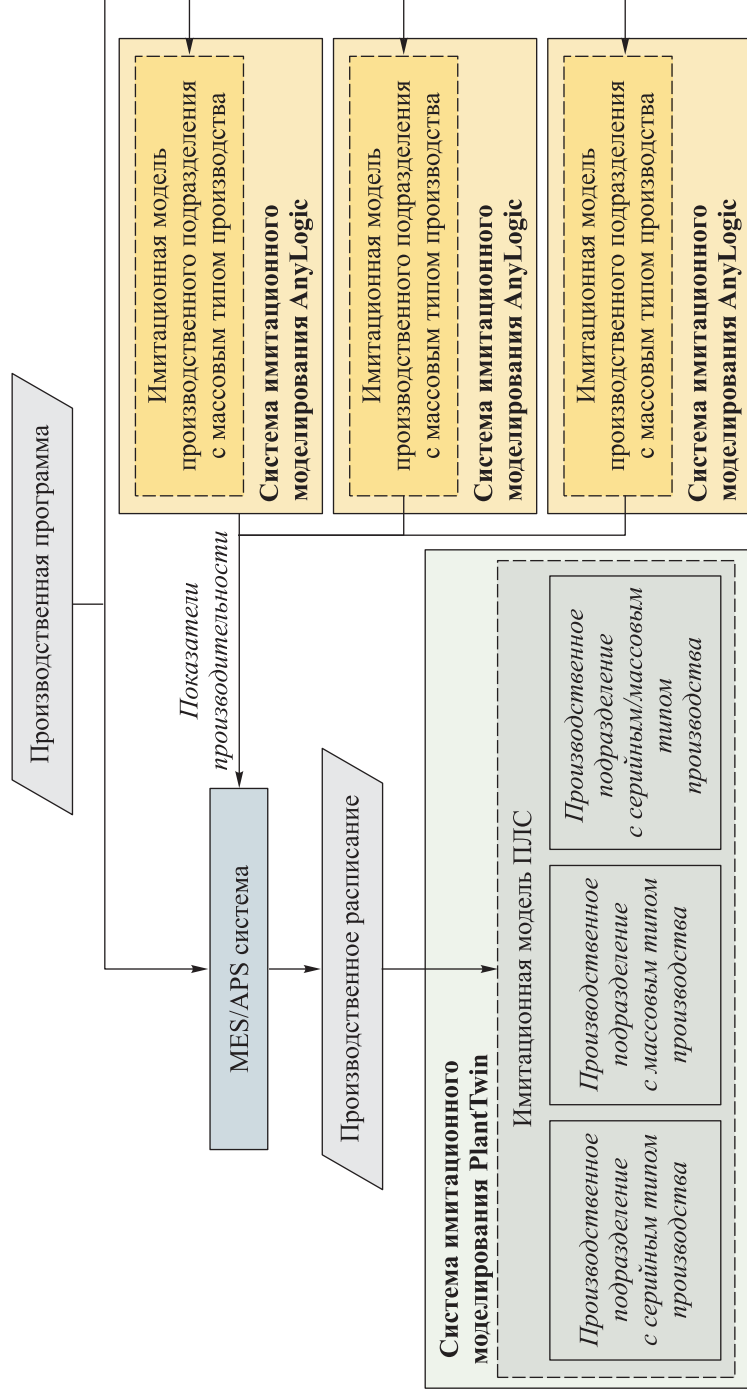 Производственная программа
MES/APS система
Показатели
производительности
Производственное расписание
Система имитационного
моделирования PlantTwin
Имитационная модель ПЛС
Производственное
подразделение
с серийным типом
производства
Производственное
подразделение
с массовым типом
производства
Производственное
подразделение
с серийным/массовым
типом
производства
Имитационная модель
производственного подразделения
с массовым типом производства
Система имитационного
моделирования AnyLogic
Имитационная модель
производственного подразделения
с массовым типом производства
Система имитационного
моделирования AnyLogic
Имитационная модель
производственного подразделения
с массовым типом производства
Система имитационного
моделирования AnyLogic